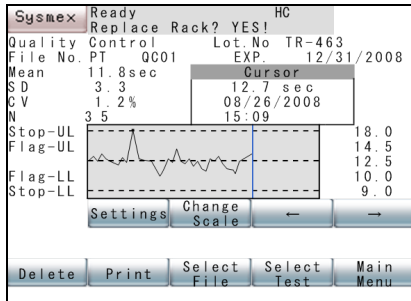 Sysmex Ready HC
Replace Rack? YES!
Quality Control Lot.No TR-463
File No. PT QC01 EXP. 12/31/2008
Mean 11.8sec Cursor
SD 3.3 12.7 sec
CV 1.2% 08/26/2008
N 35 15:09
Stop-UL 18.0
Flag-UL 14.5
12.5
Flag-LL 10.0
Stop-LL 9.0
Settings Change Scale ← →
Delete Print Select File Select Test Main Menu